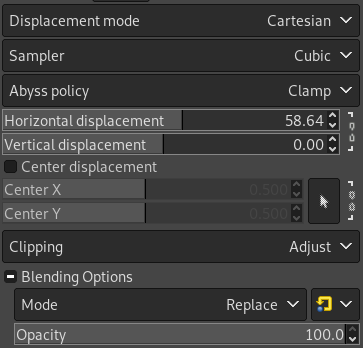 Displacement mode Cartesian
Sampler Cubic
Abyss policy Clamp
Horizontal displacement 58.64
Vertical displacement 0.00
Center displacement
Center X 0.500
Center Y 0.500
Clipping Adjust
Blending Options
Mode Replace
Opacity 100.0